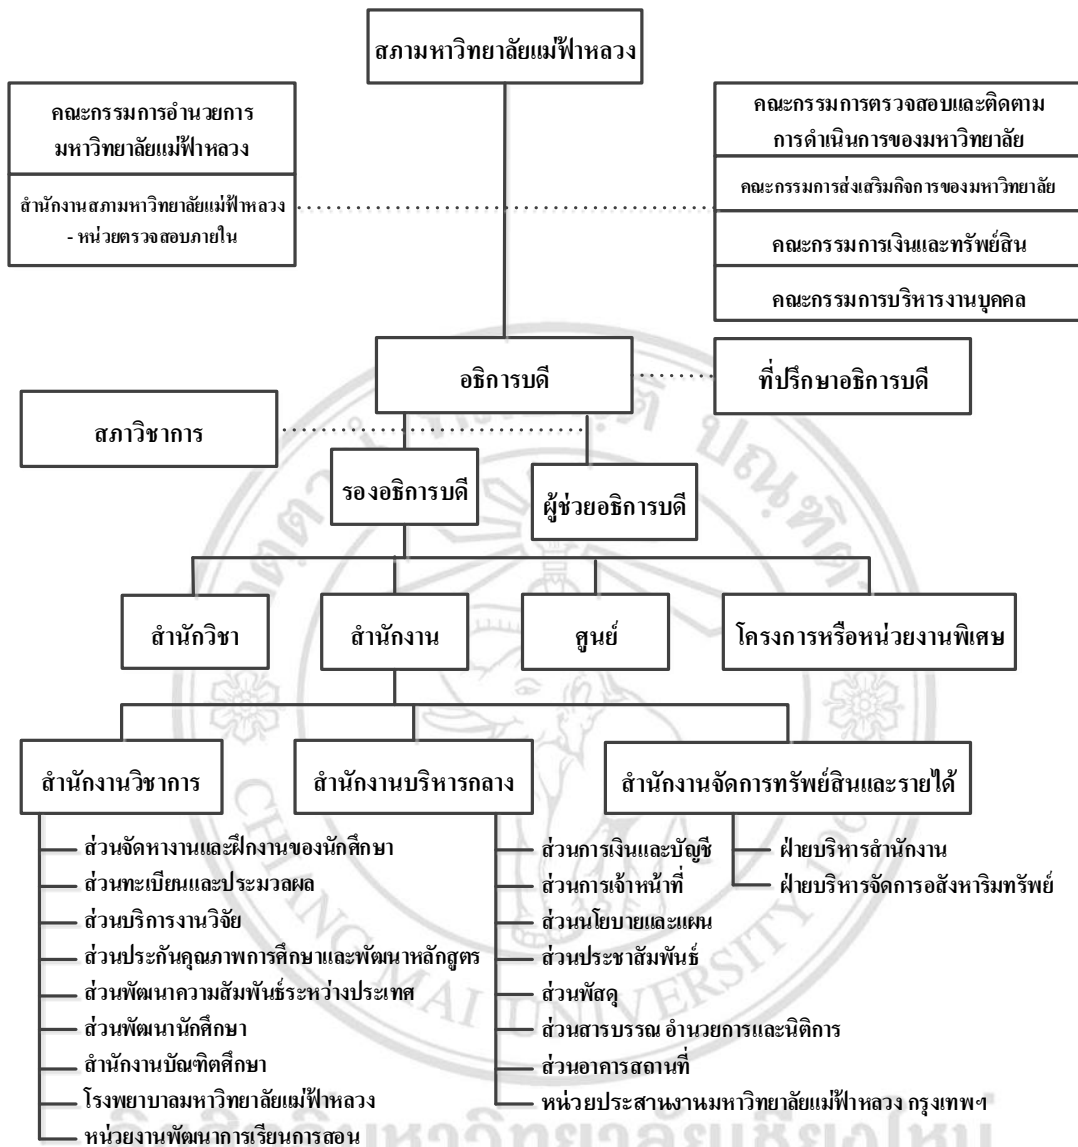 สภามหาวิทยาลัยแม่ฟ้าหลวง
คณะกรรมการอำนวยการ
มหาวิทยาลัยแม่ฟ้าหลวง
สำนักงานสภามหาวิทยาลัยแม่ฟ้าหลวง
- หน่วยตรวจสอบภายใน
คณะกรรมการตรวจสอบและติดตาม
การดำเนินการของมหาวิทยาลัย
คณะกรรมการส่งเสริมกิจการของมหาวิทยาลัย
คณะกรรมการเงินและทรัพย์สิน
คณะกรรมการบริหารงานบุคคล
อธิการบดี
ที่ปรึกษาอธิการบดี
สภาวิชาการ
รองอธิการบดี
ผู้ช่วยอธิการบดี
สำนักวิชา
สำนักงาน
ศูนย์
โครงการหรือหน่วยงานพิเศษ
สำนักงานวิชาการ
สำนักงานบริหารกลาง
สำนักงานจัดการทรัพย์สินและรายได้
ส่วนจัดหางานและฝึกงานของนักศึกษา
ส่วนทะเบียนและประมวลผล
ส่วนบริการงานวิจัย
ส่วนประกันคุณภาพการศึกษาและพัฒนาหลักสูตร
ส่วนพัฒนาความสัมพันธ์ระหว่างประเทศ
ส่วนพัฒนานักศึกษา
สำนักงานบัณฑิตศึกษา
โรงพยาบาลมหาวิทยาลัยแม่ฟ้าหลวง
หน่วยงานพัฒนาการเรียนการสอน
ส่วนการเงินและบัญชี
ส่วนการเจ้าหน้าที่
ส่วนนโยบายและแผน
ส่วนประชาสัมพันธ์
ส่วนพัสดุ
ส่วนสารบรรณ อำนวยการและนิติการ
ส่วนอาคารสถานที่
หน่วยประสานงานมหาวิทยาลัยแม่ฟ้าหลวง กรุงเทพฯ
ฝ่ายบริหารสำนักงาน
ฝ่ายบริหารจัดการอสังหาริมทรัพย์
CHIANG MAI UNIVERSITY 196